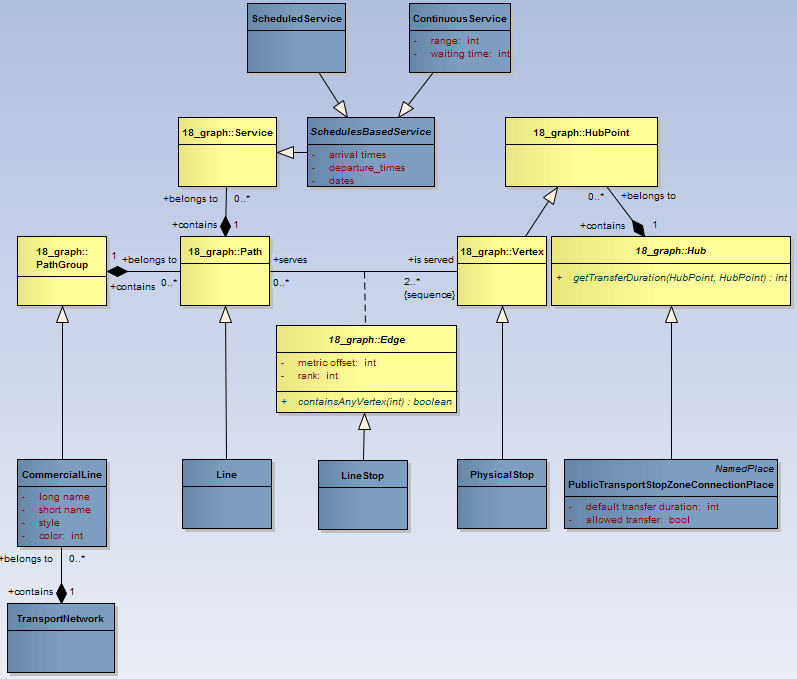 ScheduledService
ContinuousService
- range: int
- waiting time: int
18_graph::Service
SchedulesBasedService
- arrival times
- departure_times
- dates
18_graph::HubPoint
+belongs to 0..*
0..* +belongs to
+contains 1
+contains 1
18_graph::
PathGroup
1 +belongs to
+contains 0..*
18_graph::Path
+serves
0..*
+is served
2..*
{sequence}
18_graph::Vertex
18_graph::Hub
+ getTransferDuration(HubPoint, HubPoint) : int
18_graph::Edge
- metric offset: int
- rank: int
+ containsAnyVertex(int) : boolean
CommercialLine
- long name
- short name
- style
- color: int
Line
LineStop
PhysicalStop
NamedPlace
PublicTransportStopZoneConnectionPlace
- default transfer duration: int
- allowed transfer: bool
+belongs to 0..*
+contains 1
TransportNetwork